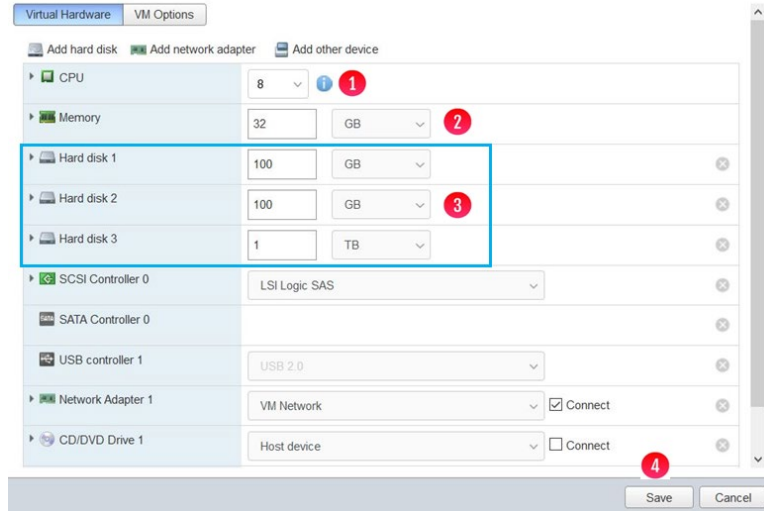 Virtual Hardware VM Options
Add hard disk Add network adapter Add other device
CPU 8 i 1
Memory 32 GB 2
Hard disk 1 100 GB
Hard disk 2 100 GB 3
Hard disk 3 1 TB
SCSI Controller 0 LSI Logic SAS
SATA Controller 0
USB controller 1 USB 2.0
Network Adapter 1 VM Network Connect
CD/DVD Drive 1 Host device Connect
4
Save Cancel